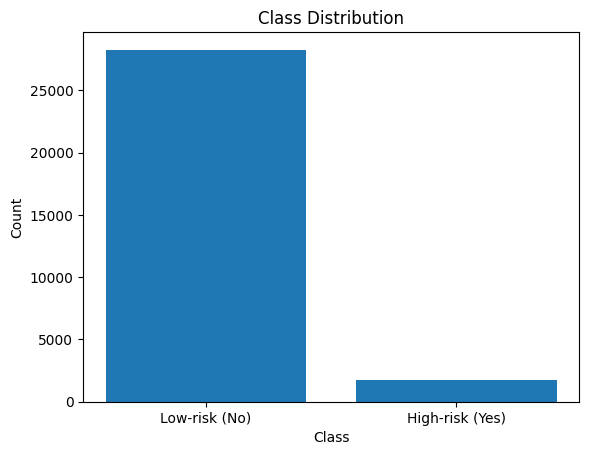 Class Distribution
25000
20000
15000
10000
5000
0
Count
Low-risk (No)
High-risk (Yes)
Class